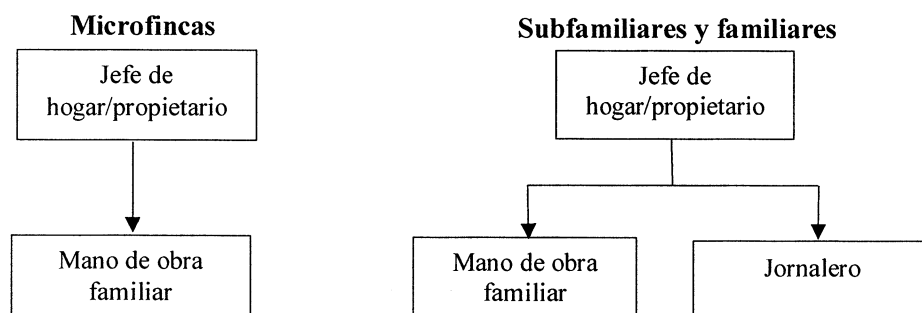 Microfincas
Jefe de
hogar/propietario
Mano de obra
familiar
Subfamiliares y familiares
Jefe de
hogar/propietario
Mano de obra
familiar
Jornalero